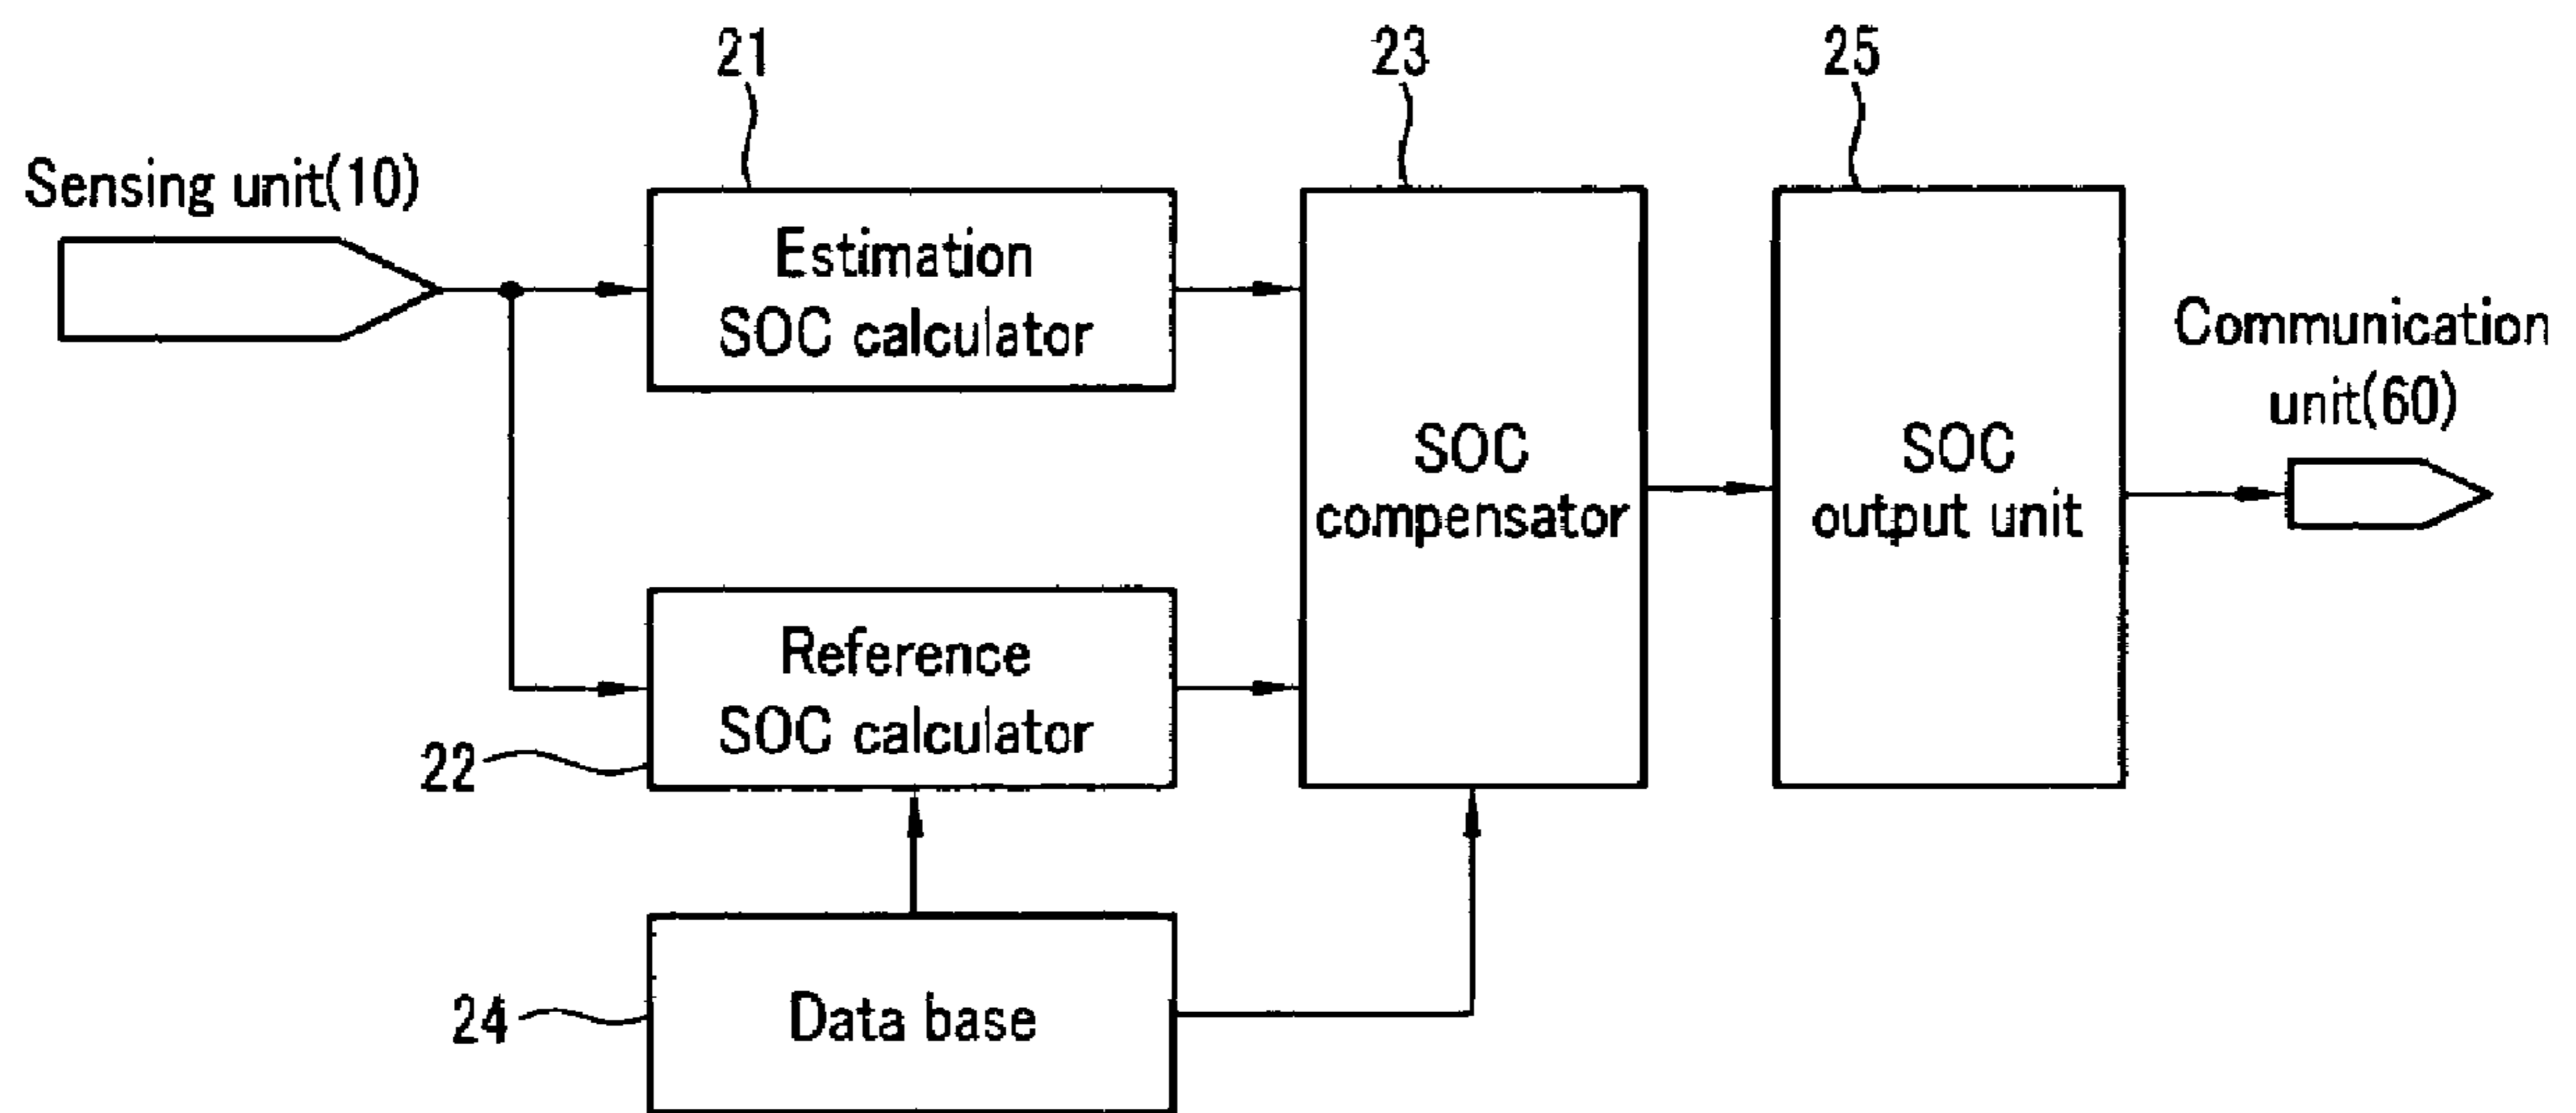 21
23
25
Sensing unit(10)
Estimation
SOC calculator
Communication
unit(60)
SOC
compensator
SOC
output unit
Reference
SOC calculator
22
24
Data base